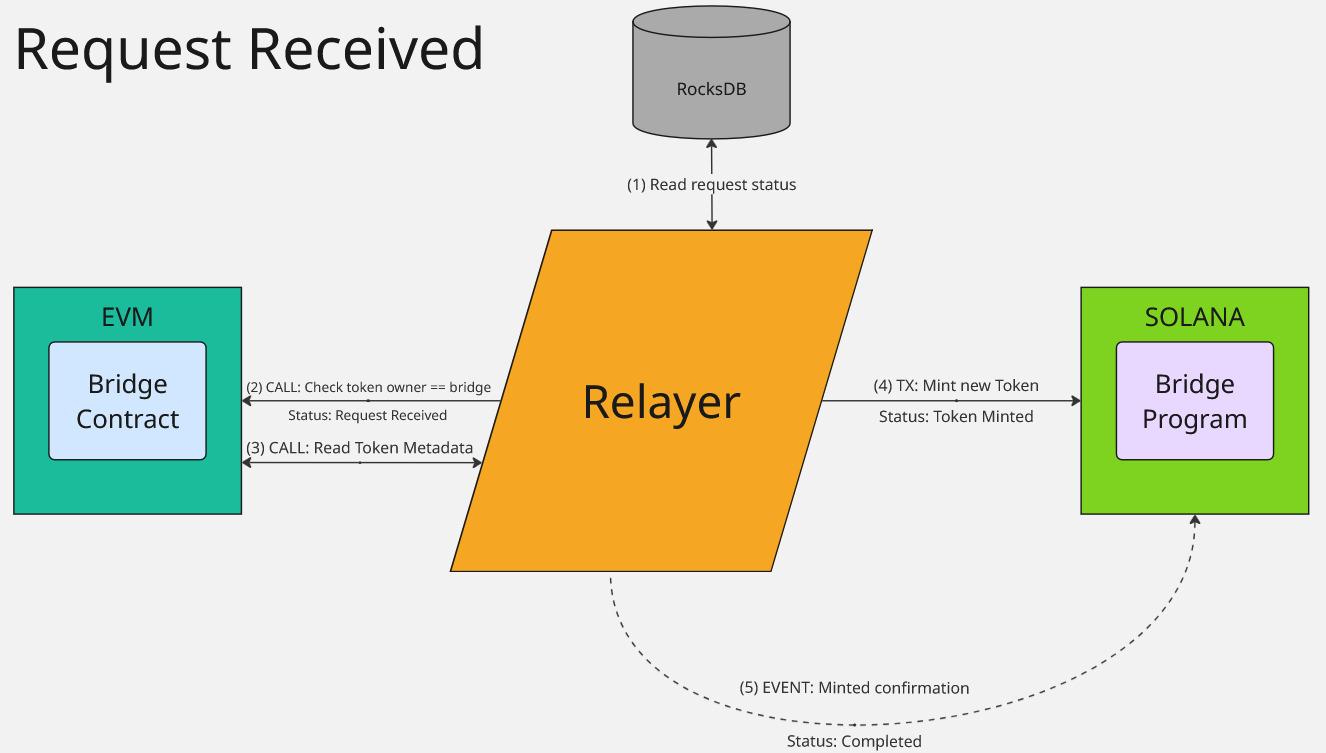 Request Received
RocksDB
(1) Read request status
EVM
Bridge
Contract
(2) CALL: Check token owner == bridge
Status: Request Received
(3) CALL: Read Token Metadata
Relayer
(4) TX: Mint new Token
Status: Token Minted
SOLANA
Bridge
Program
(5) EVENT: Minted confirmation
Status: Completed